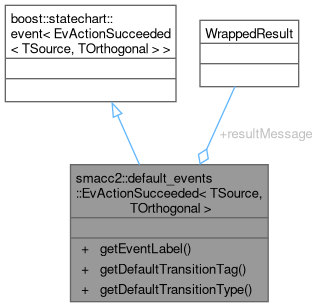 boost::statechart::
event< EvActionSucceeded
< TSource, TOrthogonal > >
WrappedResult
+resultMessage
smacc2::default_events
::EvActionSucceeded< TSource,
TOrthogonal >
+ getEventLabel()
+ getDefaultTransitionTag()
+ getDefaultTransitionType()